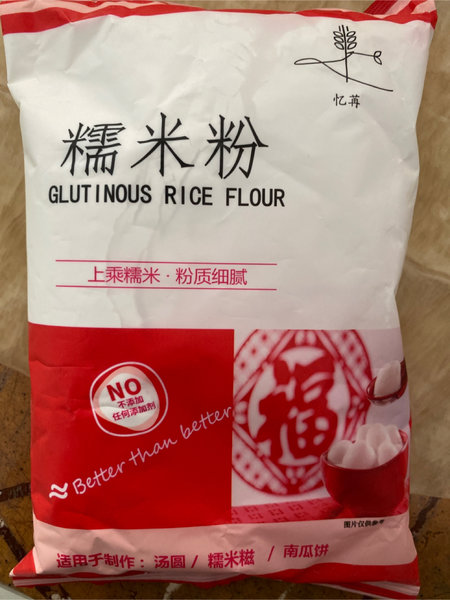 忆苒
糯米粉
GLUTINOUS RICE FLOUR
上乘糯米·粉质细腻
NO
不添加
任何添加剂
福
≈ Better than better
图片仅供参考
适用于制作：汤圆/糯米糍/南瓜饼